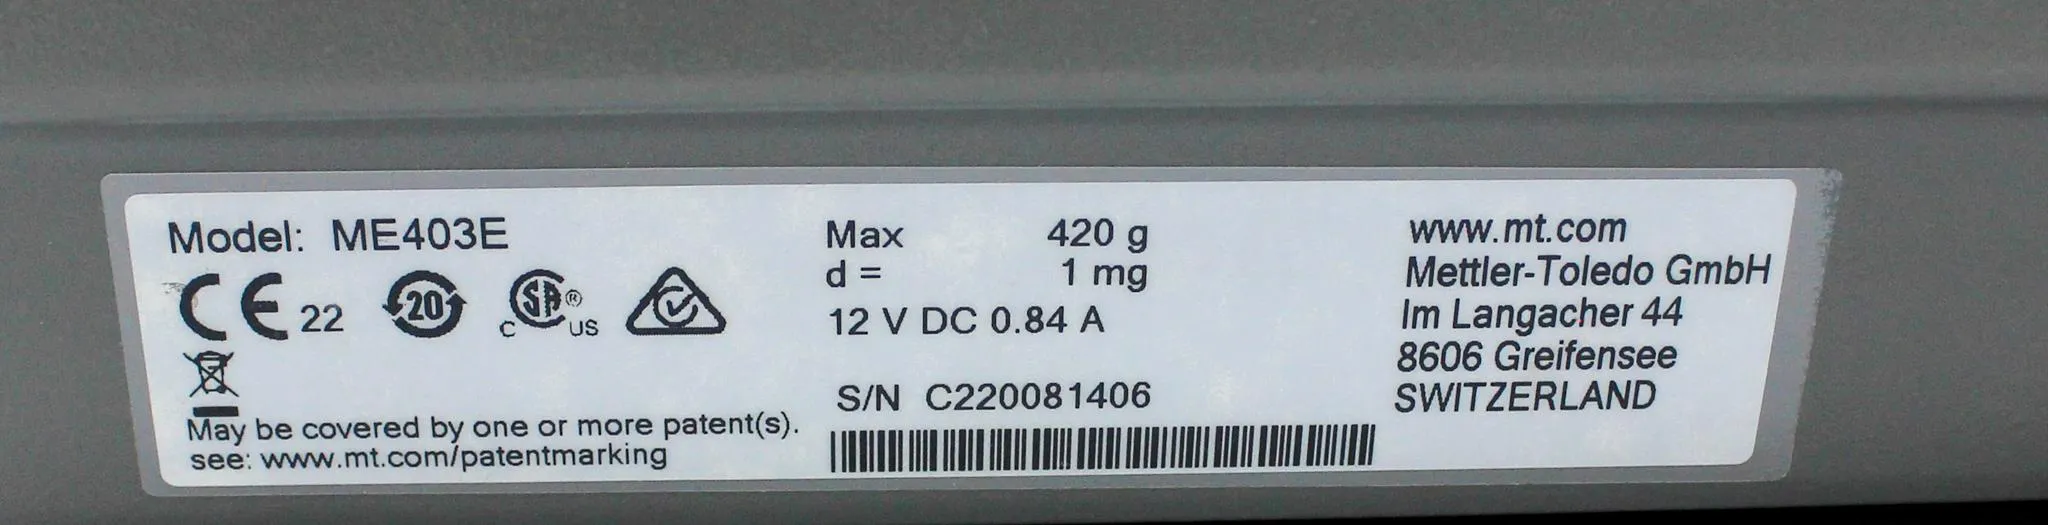 Model: ME403E
CE 22
20
C SA ® US
May be covered by one or more patent(s).
see: www.mt.com/patentmarking
Max 420 g
d = 1 mg
12 V DC 0.84 A
S/N C220081406
www.mt.com
Mettler-Toledo GmbH
Im Langacher 44
8606 Greifensee
SWITZERLAND